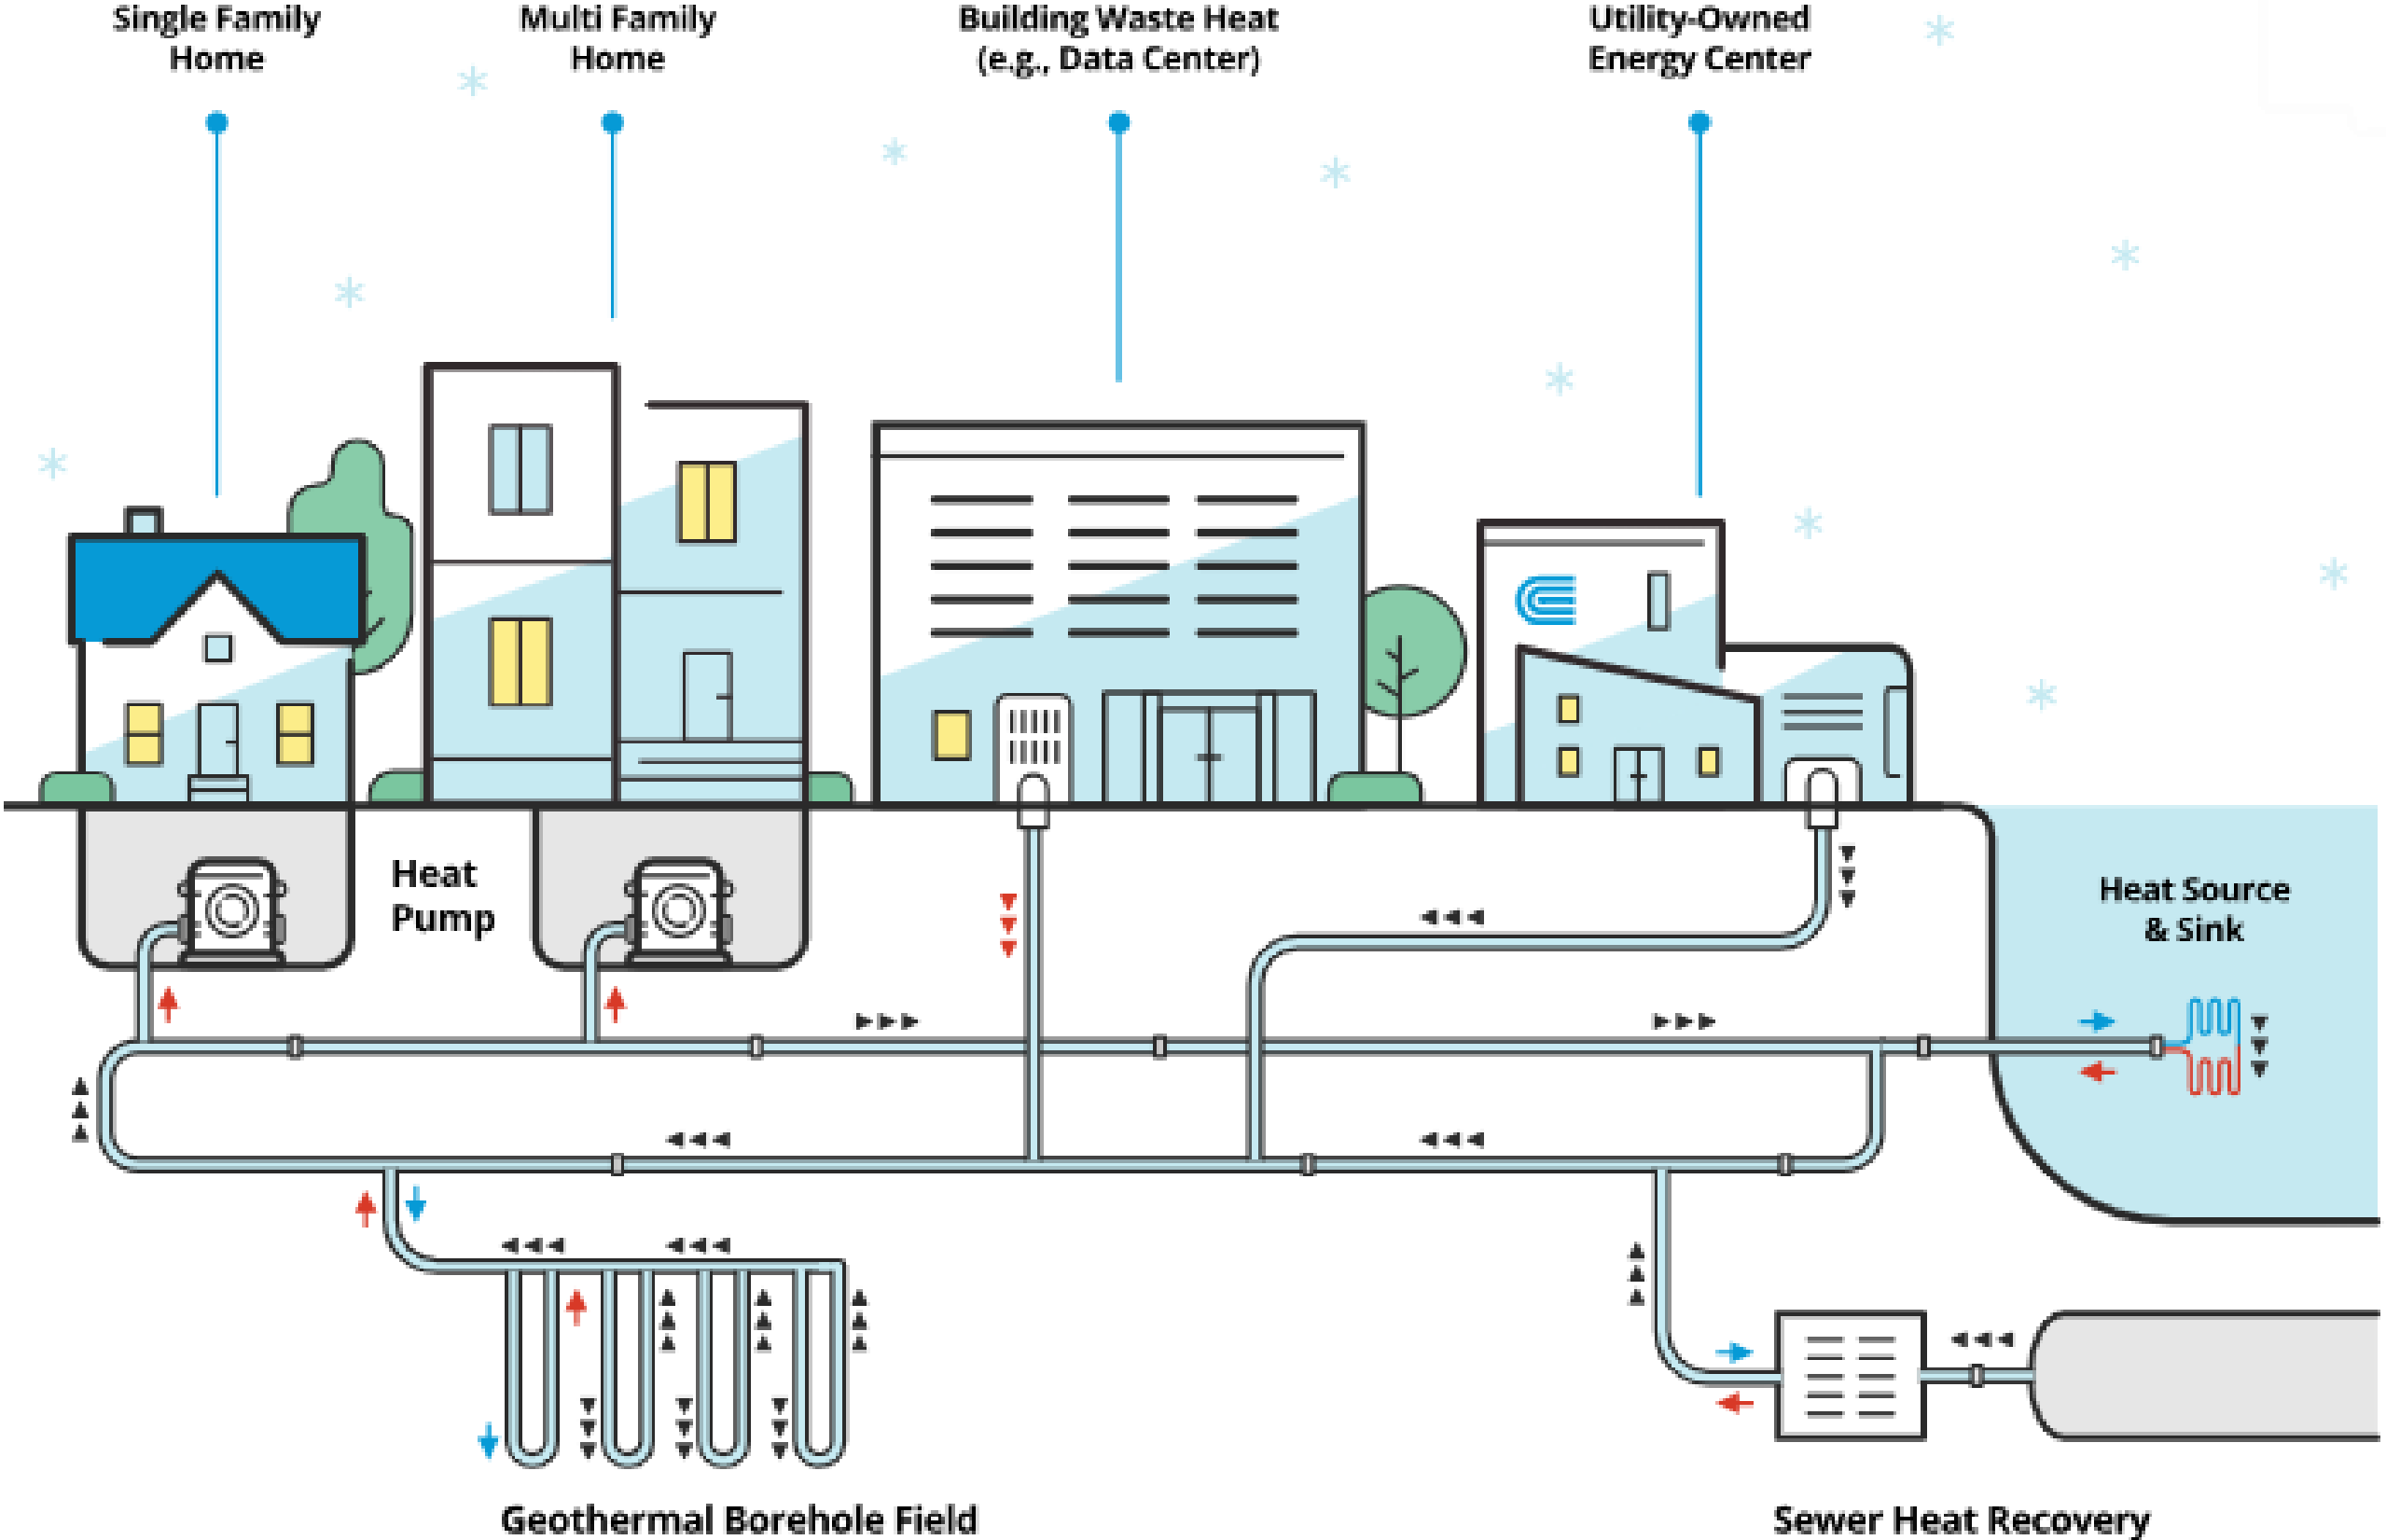 Single Family
Home
Multi Family
Home
Building Waste Heat
(e.g., Data Center)
Utility-Owned
Energy Center
Heat
Pump
Heat Source
& Sink
Geothermal Borehole Field
Sewer Heat Recovery